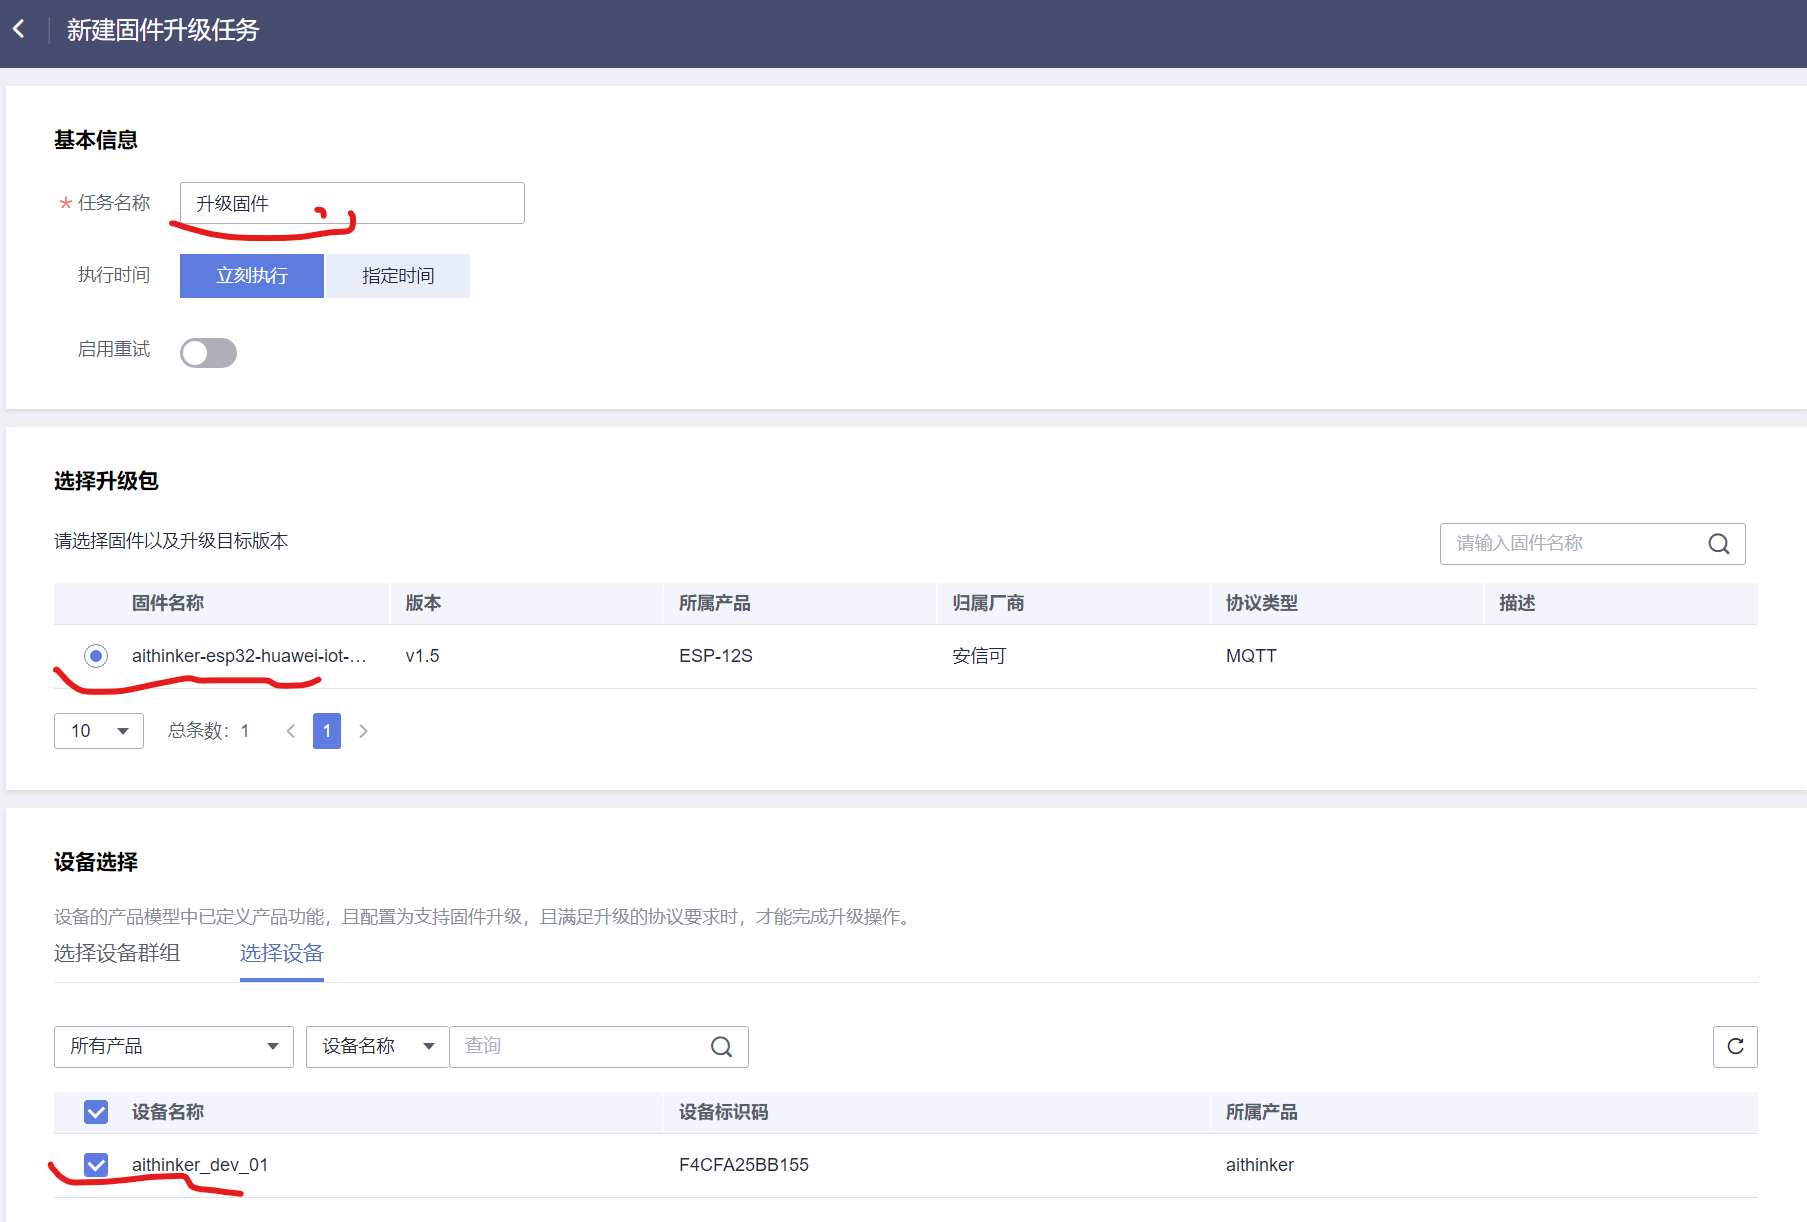 新建固件升级任务
基本信息
* 任务名称 升级固件
执行时间 立刻执行 指定时间
启用重试
选择升级包
请选择固件以及升级目标版本 请输入固件名称
固件名称 版本 所属产品 归属厂商 协议类型 描述
aithinker-esp32-huawei-iot-... v1.5 ESP-12S 安信可 MQTT
10 总条数：1 1
设备选择
设备的产品模型中已定义产品功能，且配置为支持固件升级，且满足升级的协议要求时，才能完成升级操作。
选择设备群组 选择设备
所有产品 设备名称 查询
设备名称 设备标识码 所属产品
aithinker_dev_01 F4CFA25BB155 aithinker